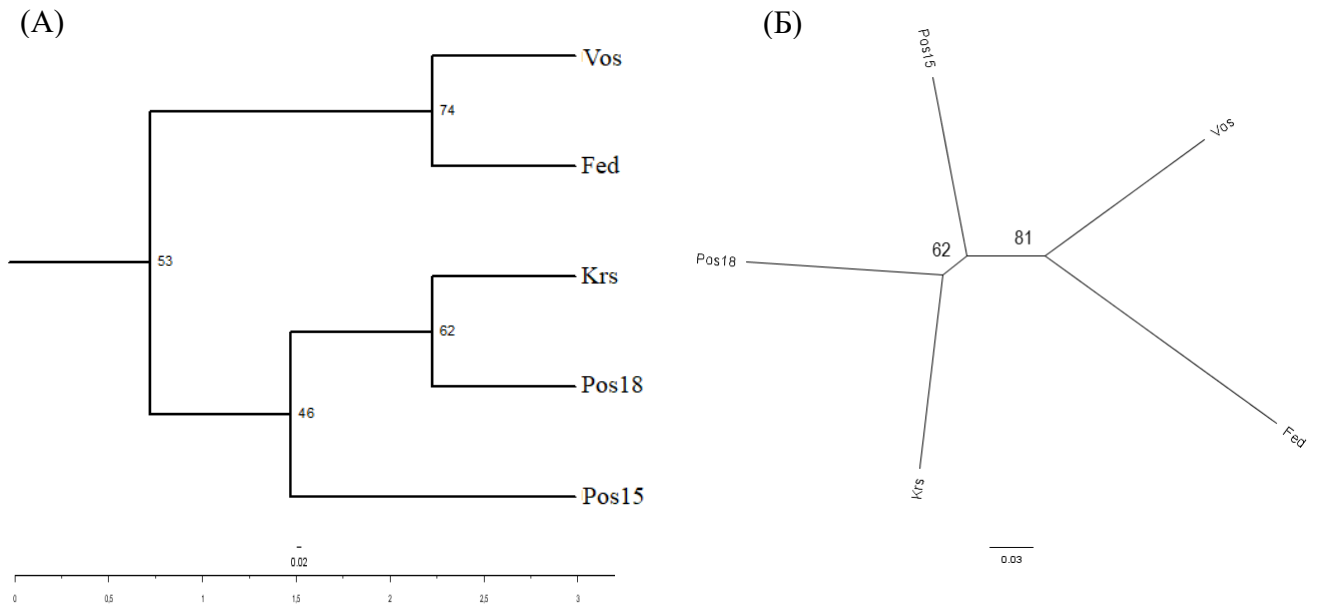 (А)
Vos
74
Fed
53
Krs
62
Pos18
46
Pos15
0.02
0 0,5 1 1,5 2 2,5 3
(Б)
Pos15
Vos
62 81
Pos18
Fed
Krs
0.03